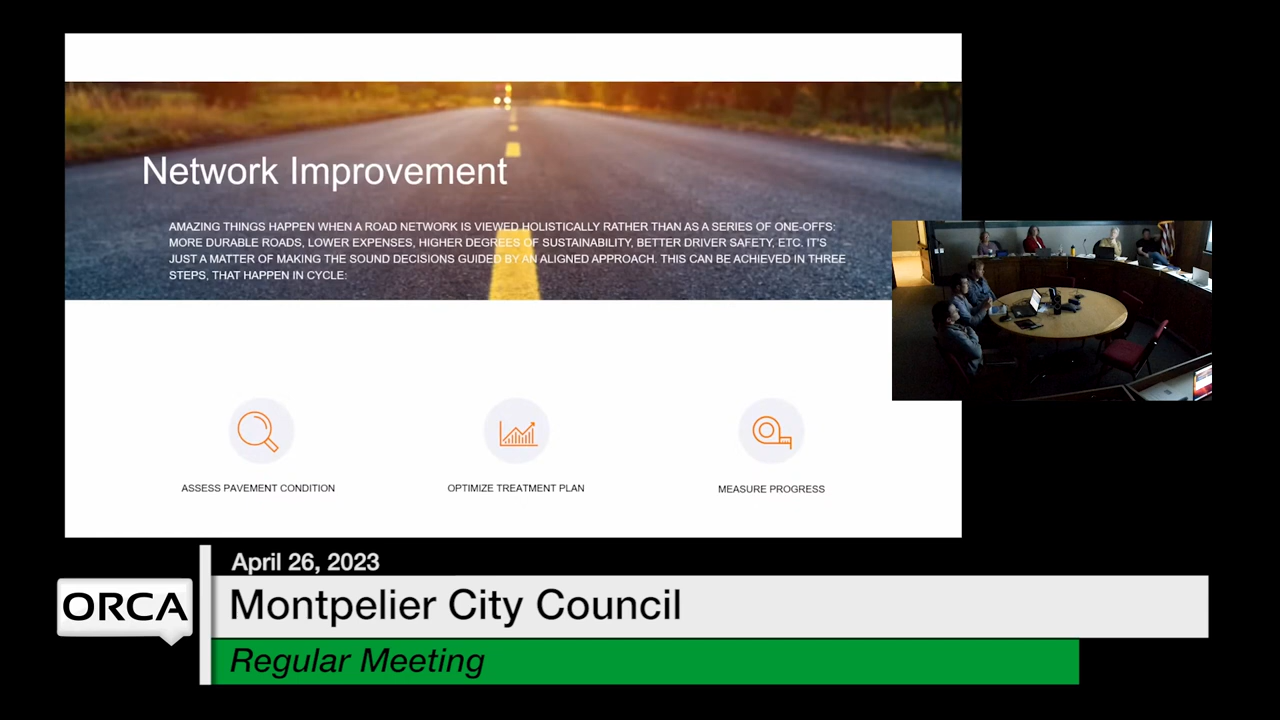 Network Improvement
AMAZING THINGS HAPPEN WHEN A ROAD NETWORK IS VIEWED HOLISTICALLY RATHER THAN AS A SERIES OF ONE-OFFS:
MORE DURABLE ROADS, LOWER EXPENSES, HIGHER DEGREES OF SUSTAINABILITY, BETTER DRIVER SAFETY, ETC. IT'S
JUST A MATTER OF MAKING THE SOUND DECISIONS GUIDED BY AN ALIGNED APPROACH. THIS CAN BE ACHIEVED IN THREE
STEPS, THAT HAPPEN IN CYCLE:
ASSESS PAVEMENT CONDITION
OPTIMIZE TREATMENT PLAN
MEASURE PROGRESS
April 26, 2023
ORCA
Montpelier City Council
Regular Meeting